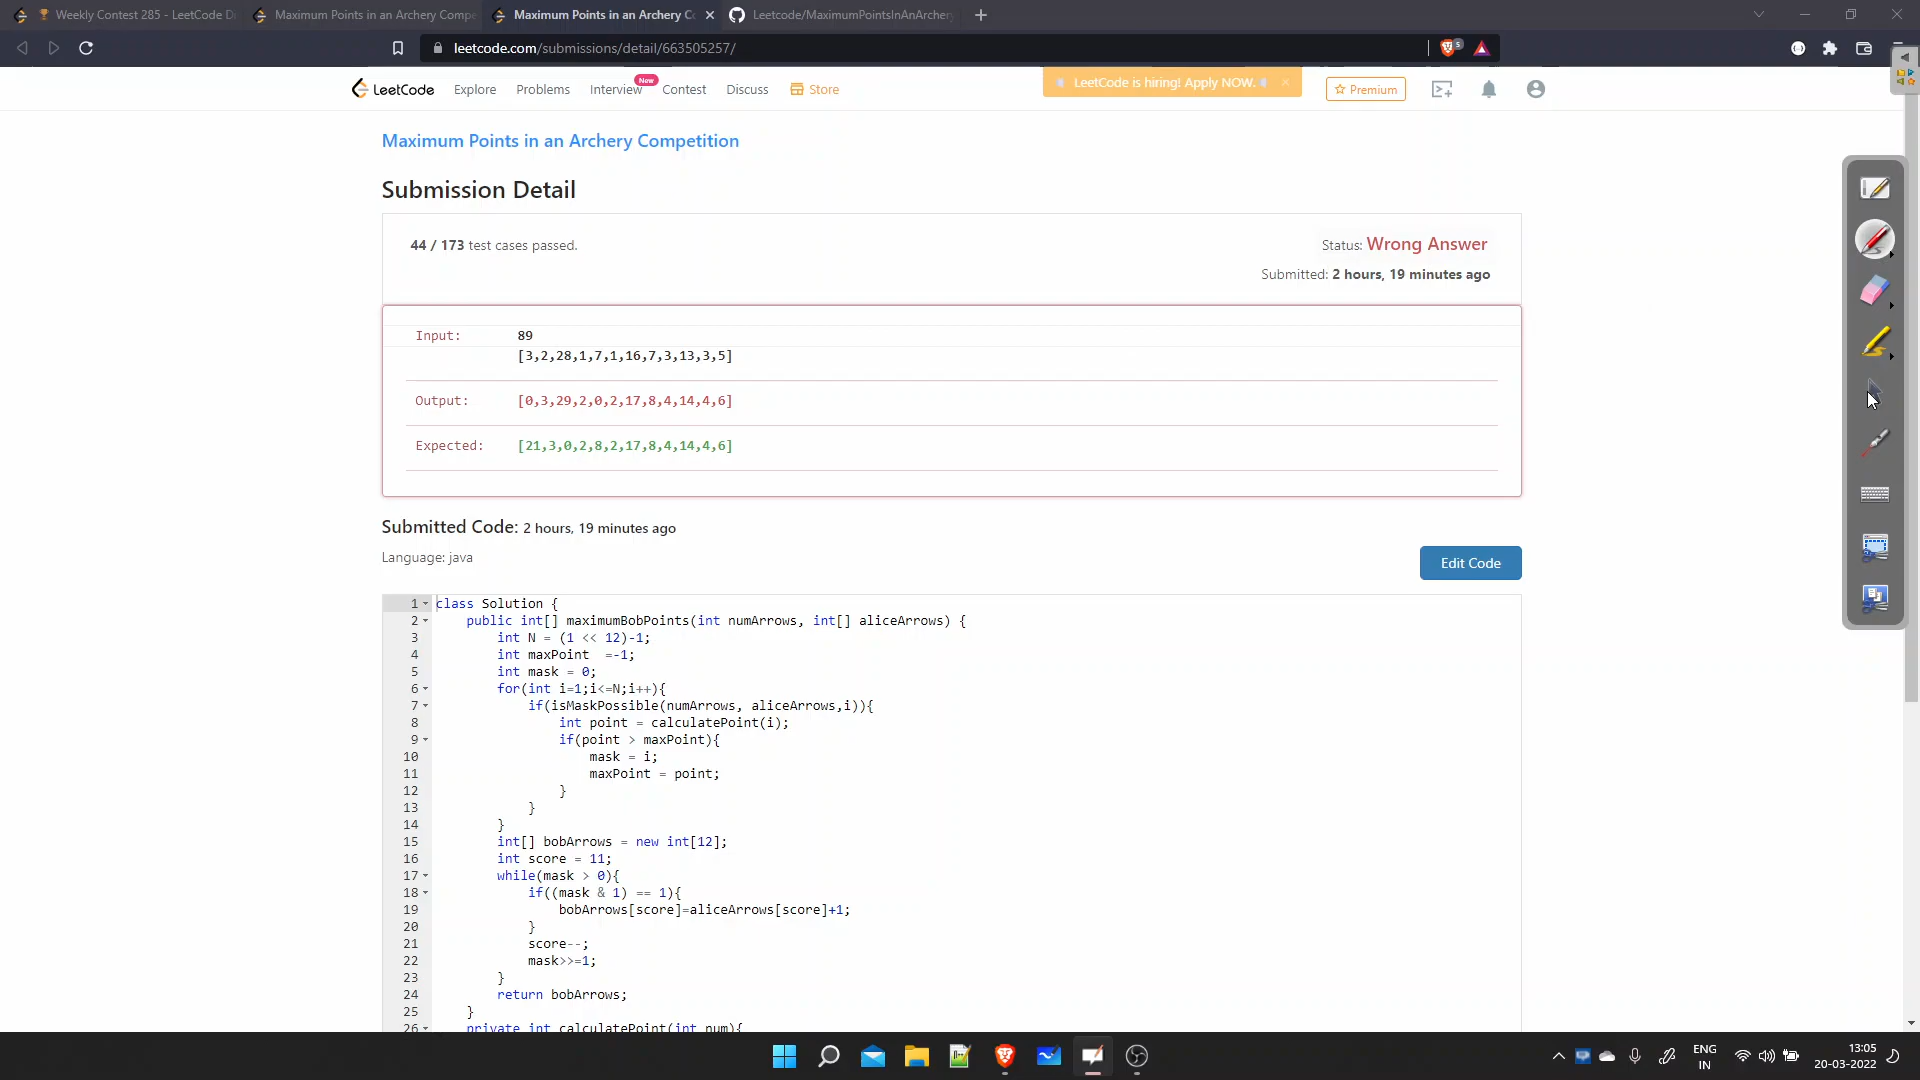 Weekly Contest 285 - LeetCode Di
Maximum Points in an Archery Compe
Maximum Points in an Archery C
Leetcode/MaximumPointsInAnArchery
leetcode.com/submissions/detail/663505257/
LeetCode
Explore
Problems
Interview
New
Contest
Discuss
Store
LeetCode is hiring! Apply NOW.
Premium
Maximum Points in an Archery Competition
Submission Detail
44 / 173 test cases passed.
Status: Wrong Answer
Submitted: 2 hours, 19 minutes ago
Input: 89
[3,2,28,1,7,1,16,7,3,13,3,5]
Output: [0,3,29,2,0,2,17,8,4,14,4,6]
Expected: [21,3,0,2,8,2,17,8,4,14,4,6]
Submitted Code: 2 hours, 19 minutes ago
Language: java
Edit Code
1 class Solution {
2 public int[] maximumBobPoints(int numArrows, int[] aliceArrows) {
3 int N = (1 << 12)-1;
4 int maxPoint =-1;
5 int mask = 0;
6 for(int i=1;i<=N;i++){
7 if(isMaskPossible(numArrows, aliceArrows,i)){
8 int point = calculatePoint(i);
9 if(point > maxPoint){
10 mask = i;
11 maxPoint = point;
12 }
13 }
14 }
15 int[] bobArrows = new int[12];
16 int score = 11;
17 while(mask > 0){
18 if((mask & 1) == 1){
19 bobArrows[score]=aliceArrows[score]+1;
20 }
21 score--;
22 mask>>=1;
23 }
24 return bobArrows;
25 }
26 private int calculatePoint(int num){
ENG
IN
13:05
20-03-2022